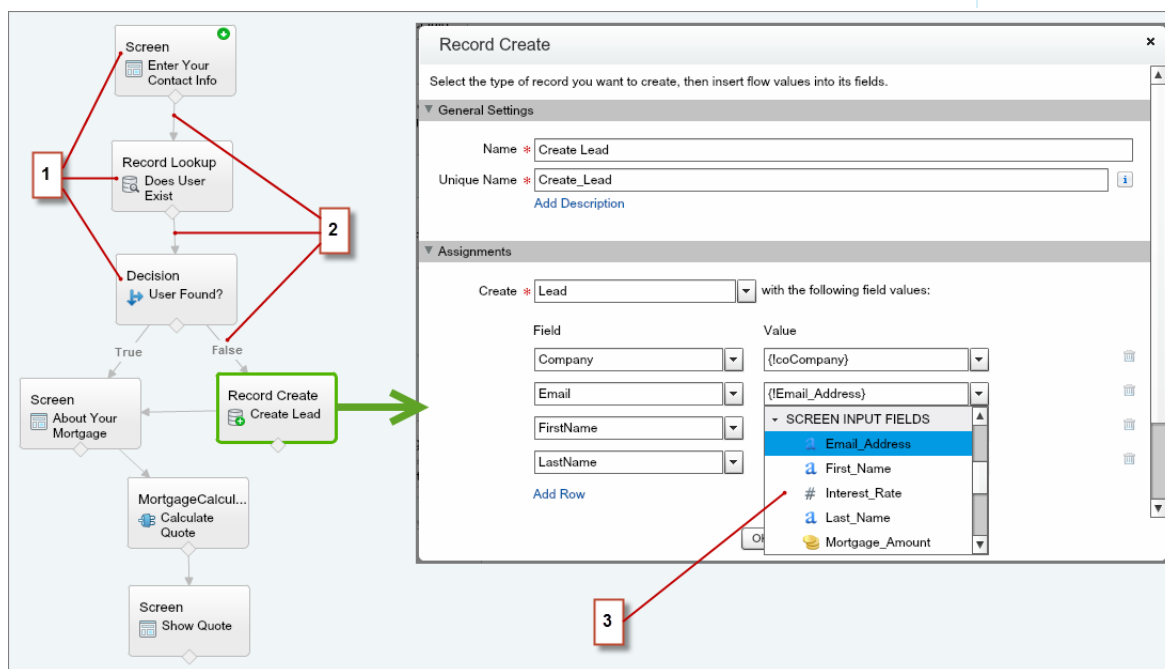 Screen
Enter Your
Contact Info
Record Lookup
Does User
Exist
1
2
Decision
User Found?
True
False
Screen
About Your
Mortgage
Record Create
Create Lead
MortgageCalcul...
Calculate
Quote
Screen
Show Quote
Record Create
×
Select the type of record you want to create, then insert flow values into its fields.
General Settings
Name * Create Lead
Unique Name * Create_Lead
i
Add Description
Assignments
Create * Lead with the following field values:
Field Value
Company {!coCompany}
Email {!Email_Address}
FirstName
LastName
SCREEN INPUT FIELDS
a Email_Address
a First_Name
# Interest_Rate
a Last_Name
Mortgage_Amount
Add Row
3